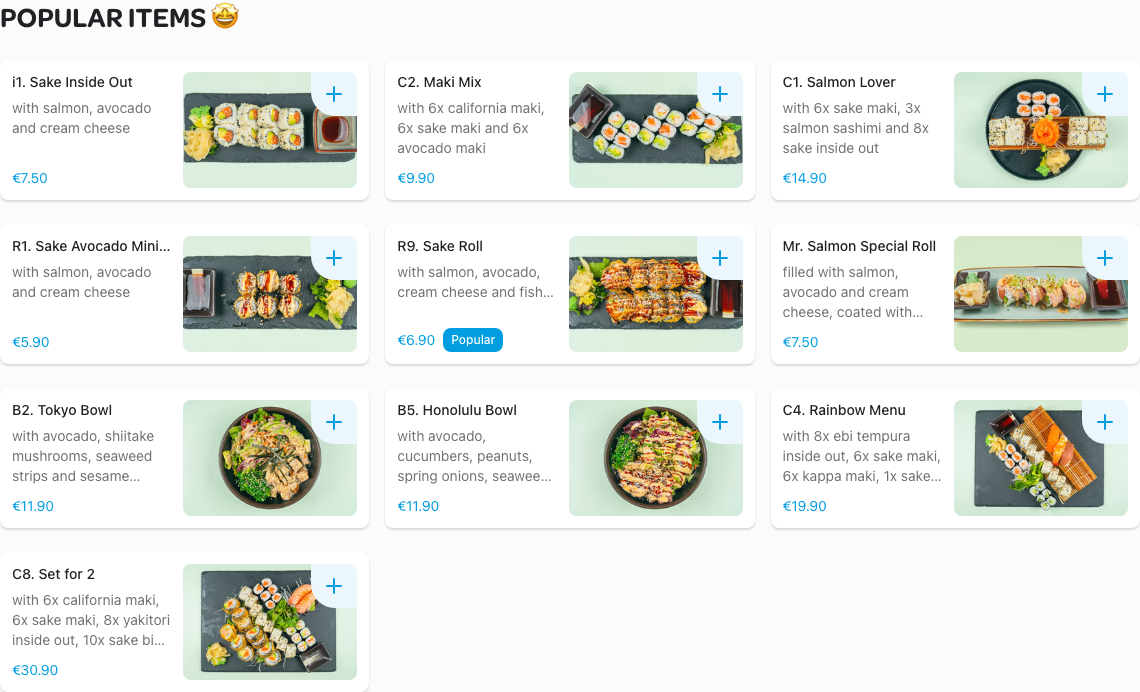 POPULAR ITEMS 🤩
i1. Sake Inside Out
with salmon, avocado
and cream cheese
€7.50
C2. Maki Mix
with 6x california maki,
6x sake maki and 6x
avocado maki
€9.90
C1. Salmon Lover
with 6x sake maki, 3x
salmon sashimi and 8x
sake inside out
€14.90
R1. Sake Avocado Mini...
with salmon, avocado
and cream cheese
€5.90
R9. Sake Roll
with salmon, avocado,
cream cheese and fish...
€6.90 Popular
Mr. Salmon Special Roll
filled with salmon,
avocado and cream
cheese, coated with...
€7.50
B2. Tokyo Bowl
with avocado, shiitake
mushrooms, seaweed
strips and sesame...
€11.90
B5. Honolulu Bowl
with avocado,
cucumbers, peanuts,
spring onions, seawee...
€11.90
C4. Rainbow Menu
with 8x ebi tempura
inside out, 6x sake maki,
6x kappa maki, 1x sake...
€19.90
C8. Set for 2
with 6x california maki,
6x sake maki, 8x yakitori
inside out, 10x sake bi...
€30.90